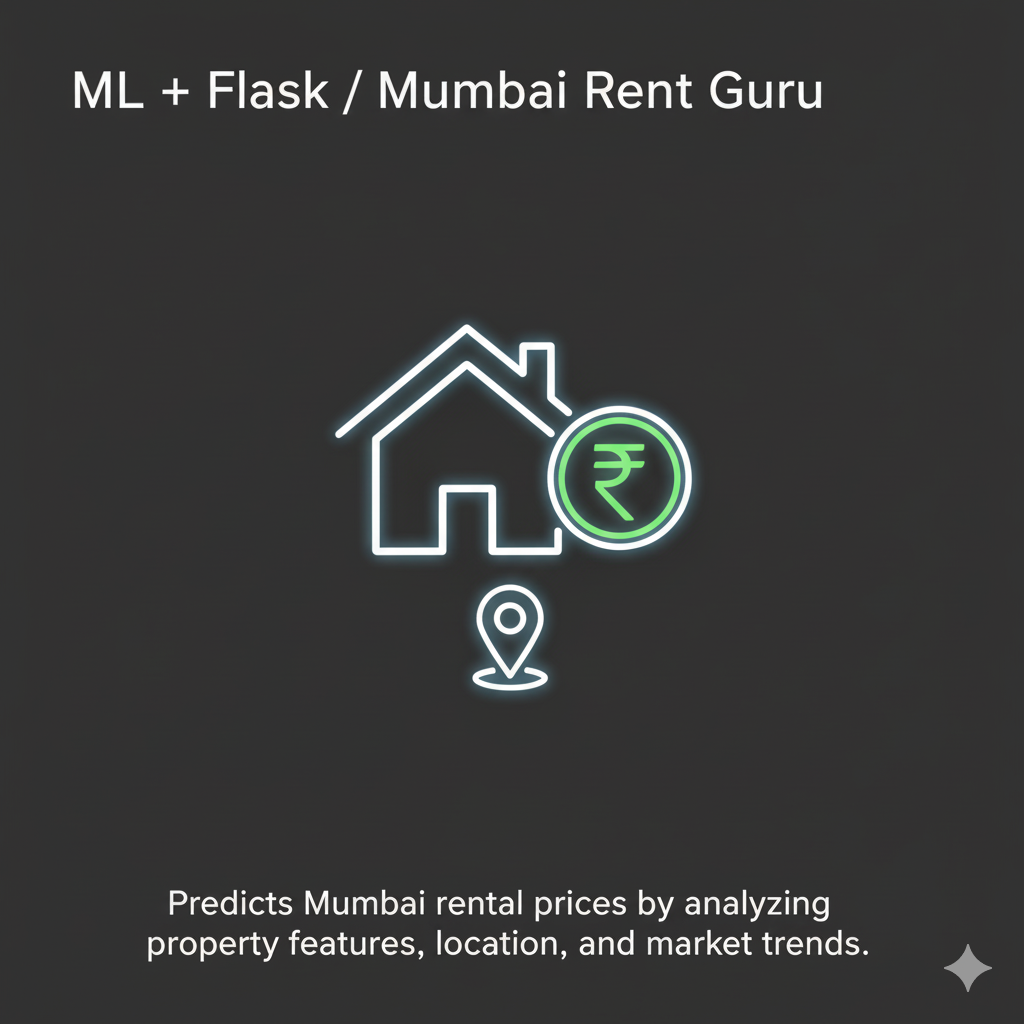 ML + Flask / Mumbai Rent Guru
₹
Predicts Mumbai rental prices by analyzing
property features, location, and market trends.